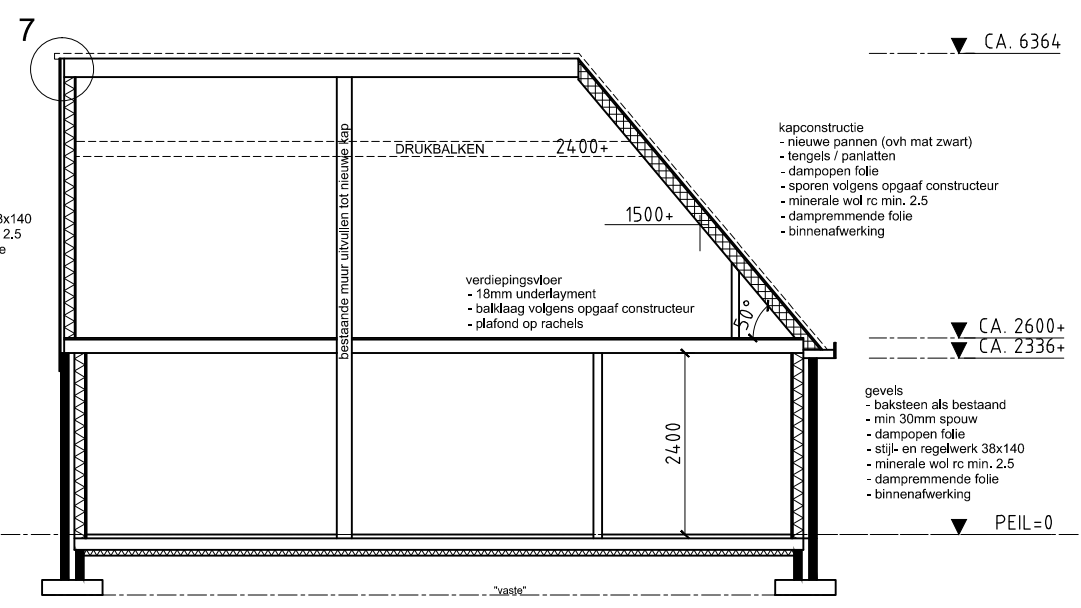 7
CA. 6364
kapconstructie
- nieuwe pannen (ovh mat zwart)
- tengels / panlatten
- dampopen folie
- sporen volgens opgaaf constructeur
- minerale wol rc min. 2.5
- dampremmende folie
- binnenafwerking
DRUKBALKEN
2400+
1500+
x140
2.5
e
bestaande muur uitvullen tot nieuwe kap
verdiepingsvloer
- 18mm underlayment
- balklaag volgens opgaaf constructeur
- plafond op rachels
50°
CA. 2600+
CA. 2336+
gevels
- baksteen als bestaand
- min 30mm spouw
- dampopen folie
- stijl- en regelwerk 38x140
- minerale wol rc min. 2.5
- dampremmende folie
- binnenafwerking
2400
PEIL=0
"vaste"